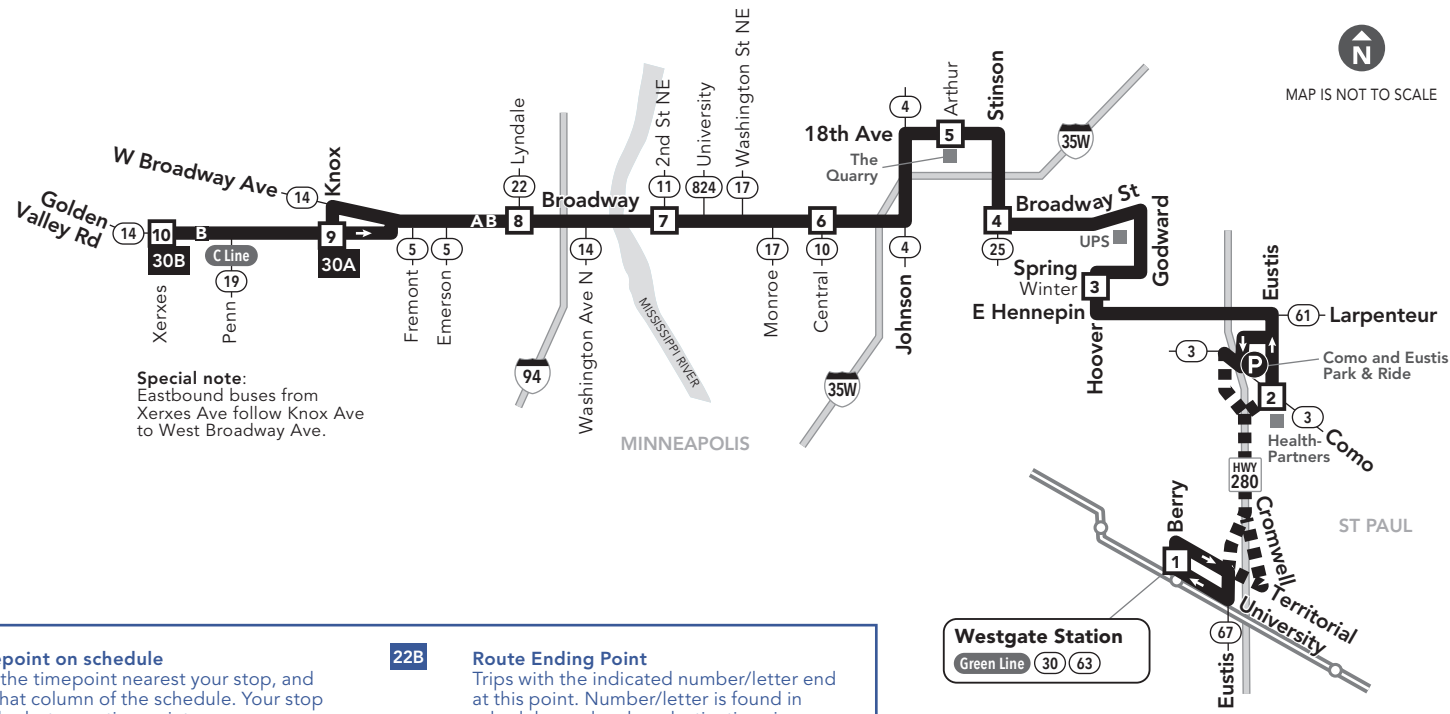 N
MAP IS NOT TO SCALE
W Broadway Ave
14
Knox
Golden
Valley Rd
14
10
30B
B
C Line
19
Xerxes
Penn
9
30A
5
Fremont
5
Emerson
AB
Lyndale
22
8
94
Broadway
14
Washington Ave N
MISSISSIPPI RIVER
2nd St NE
11
7
University
824
Washington St NE
17
17
Monroe
6
10
Central
35W
MINNEAPOLIS
4
18th Ave
The
Quarry
5
Arthur
Stinson
35W
4
Johnson
4
25
Broadway St
UPS
Godward
Spring
Winter
3
E Hennepin
Hoover
Eustis
61
Larpenteur
3
P
Como and Eustis
Park & Ride
2
3
Como
Health-
Partners
HWY
280
Cromwell
ST PAUL
Berry
1
Territorial
University
67
Eustis
Westgate Station
Green Line
30
63
Special note:
Eastbound buses from
Xerxes Ave follow Knox Ave
to West Broadway Ave.
epoint on schedule
the timepoint nearest your stop, and
hat column of the schedule. Your stop
22B
Route Ending Point
Trips with the indicated number/letter end
at this point. Number/letter is found in